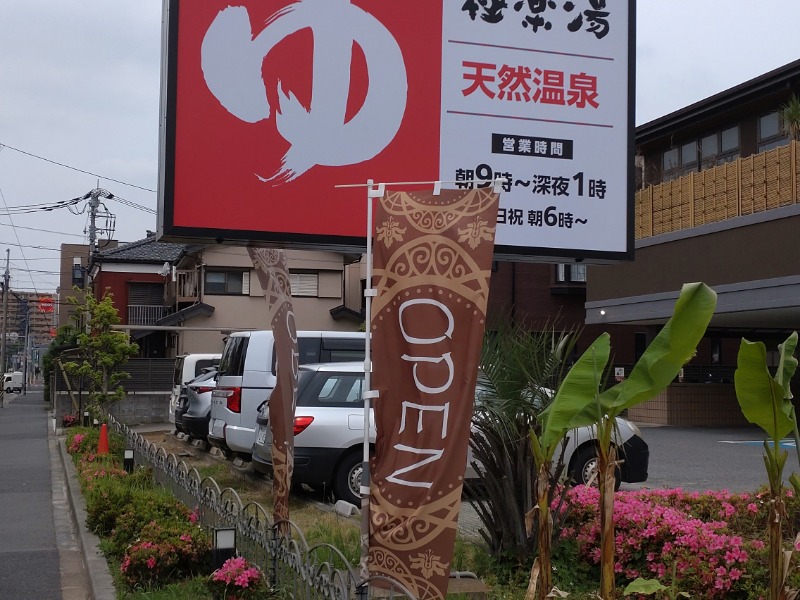 ゆ
極楽湯
天然温泉
営業時間
朝9時～深夜1時
日祝 朝6時～
OPEN